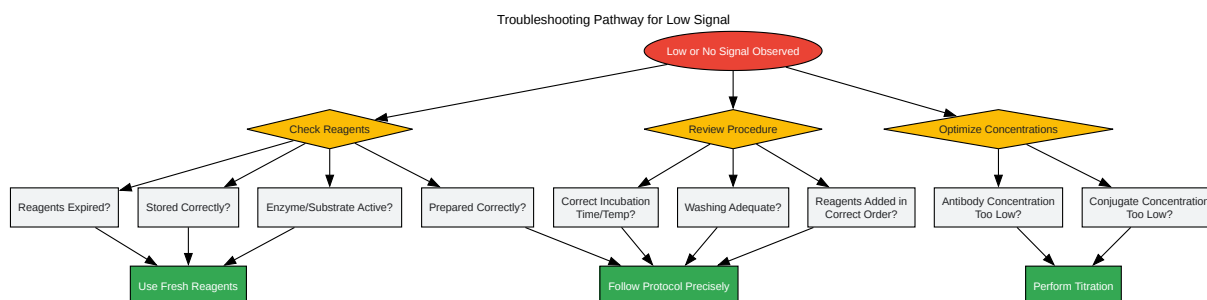 Troubleshooting Pathway for Low Signal
Low or No Signal Observed
Check Reagents
Review Procedure
Optimize Concentrations
Reagents Expired?
Stored Correctly?
Enzyme/Substrate Active?
Prepared Correctly?
Correct Incubation
Time/Temp?
Washing Adequate?
Reagents Added in
Correct Order?
Antibody Concentration
Too Low?
Conjugate Concentration
Too Low?
Use Fresh Reagents
Follow Protocol Precisely
Perform Titration